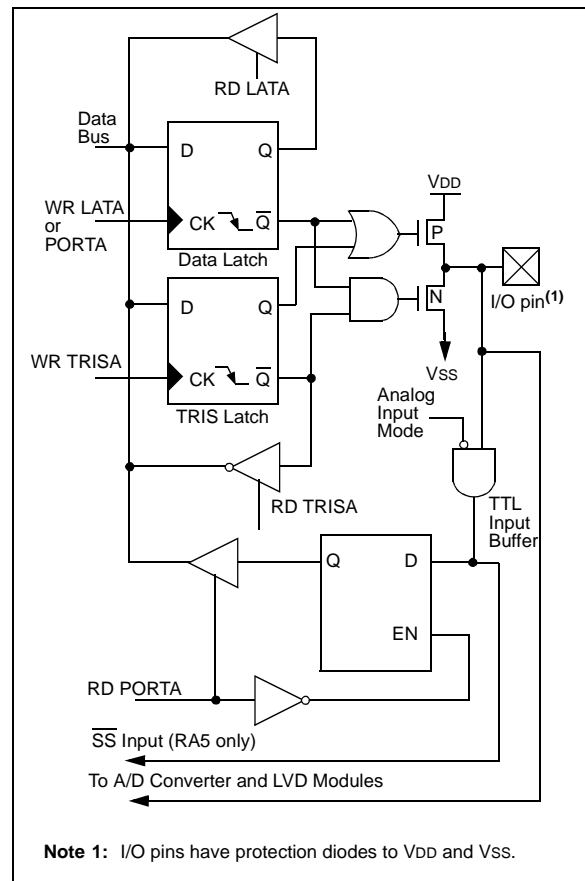 RD LATA
Data
Bus
D
Q
VDD
WR LATA
or
PORTA
CK
Q̅
P
Data Latch
I/O pin(1)
N
D
Q
WR TRISA
CK
Q̅
VSS
TRIS Latch
Analog
Input
Mode
RD TRISA
TTL
Input
Buffer
Q
D
EN
RD PORTA
S̅S̅ Input (RA5 only)
To A/D Converter and LVD Modules
Note 1: I/O pins have protection diodes to VDD and VSS.